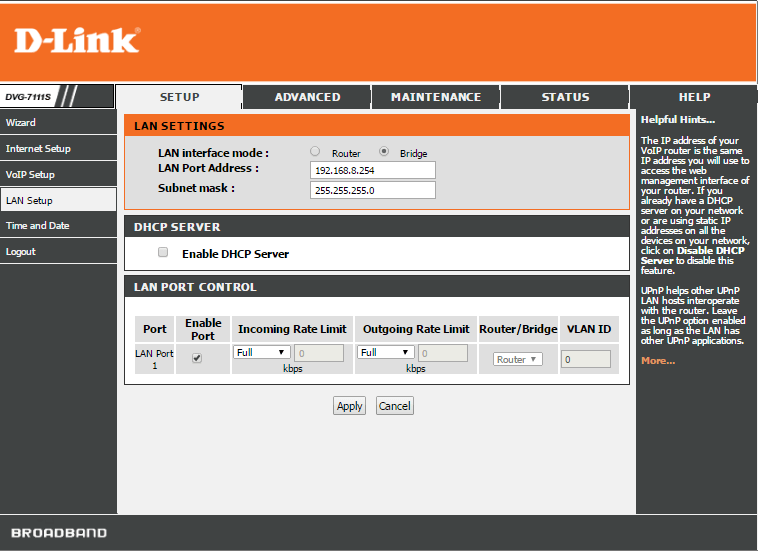 D-Link
DVG-7111S
SETUP
ADVANCED
MAINTENANCE
STATUS
HELP
Wizard
Internet Setup
VoIP Setup
LAN Setup
Time and Date
Logout
LAN SETTINGS
LAN interface mode :
Router
Bridge
LAN Port Address :
192.168.8.254
Subnet mask :
255.255.255.0
DHCP SERVER
Enable DHCP Server
LAN PORT CONTROL
Port
Enable
Port
Incoming Rate Limit
Outgoing Rate Limit
Router/Bridge
VLAN ID
LAN Port
1
Full
0
kbps
Full
0
kbps
Router
0
Apply
Cancel
Helpful Hints...
The IP address of your
VoIP router is the same
IP address you will use to
access the web
management interface of
your router. If you
already have a DHCP
server on your network
or are using static IP
addresses on all the
devices on your network,
click on Disable DHCP
Server to disable this
feature.
UPnP helps other UPnP
LAN hosts interoperate
with the router. Leave
the UPnP option enabled
as long as the LAN has
other UPnP applications.
More...
BROADBAND